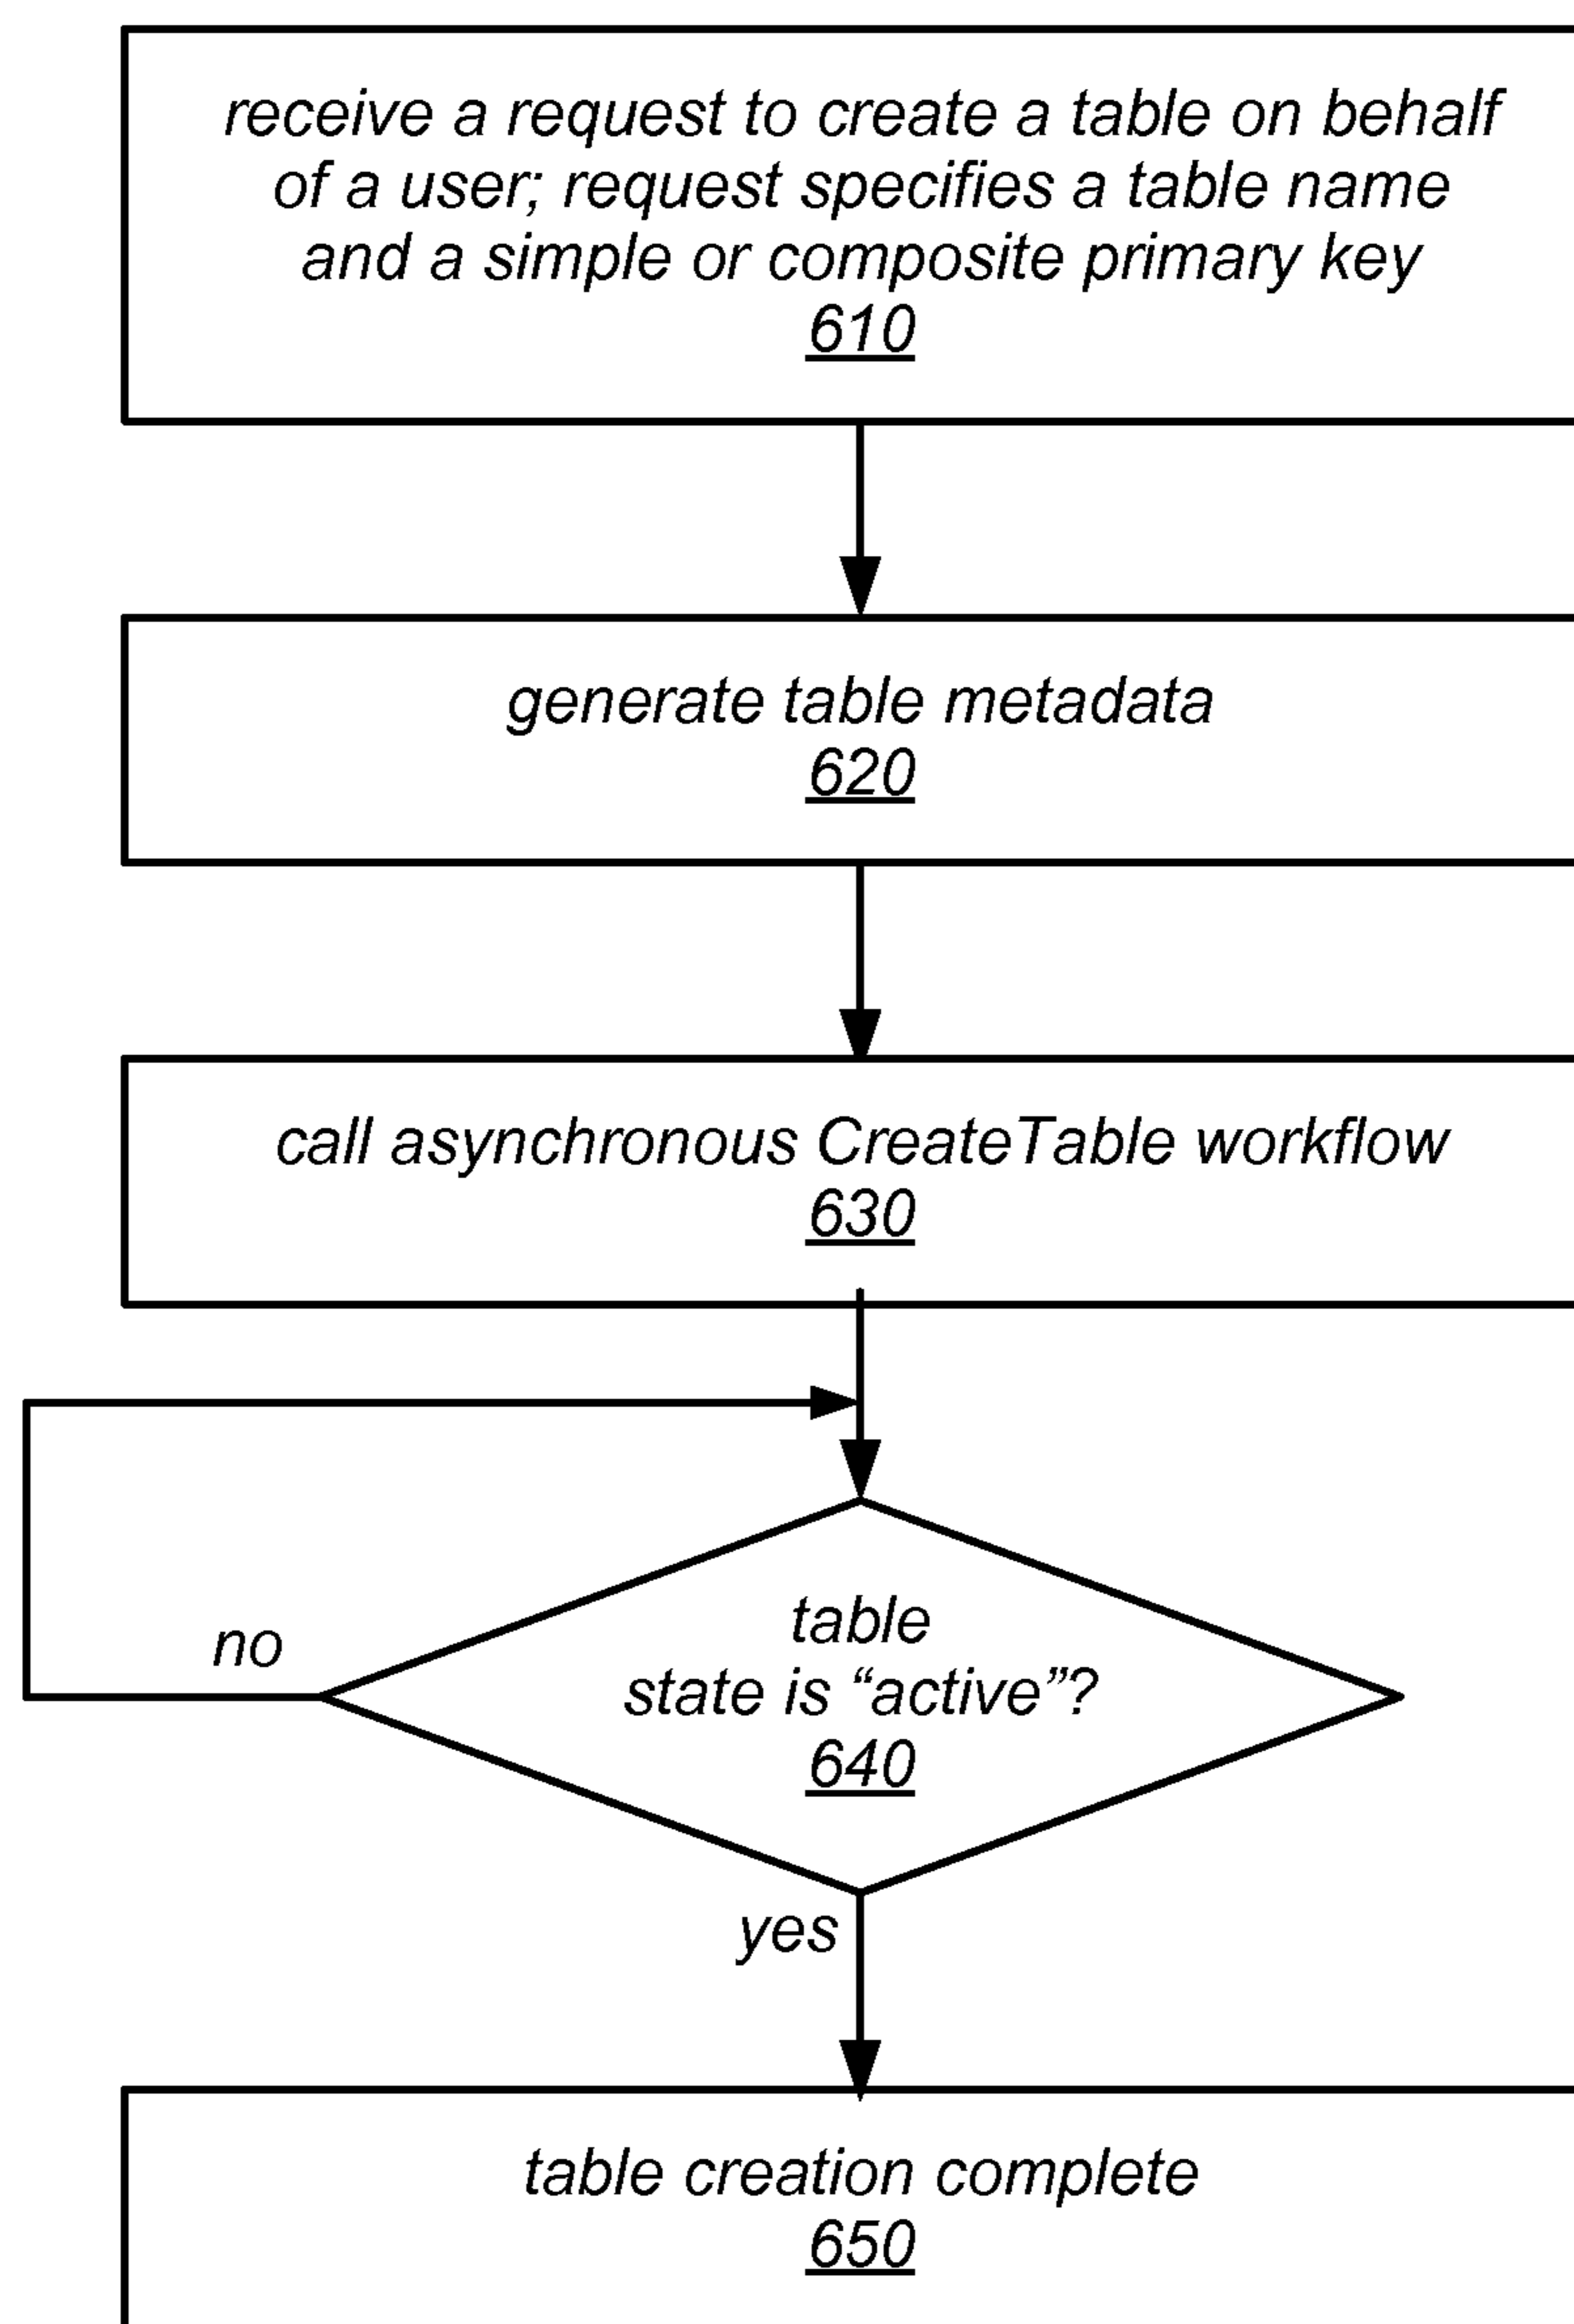 receive a request to create a table on behalf
of a user; request specifies a table name
and a simple or composite primary key
610
generate table metadata
620
call asynchronous CreateTable workflow
630
table
state is “active”?
640
no
yes
table creation complete
650